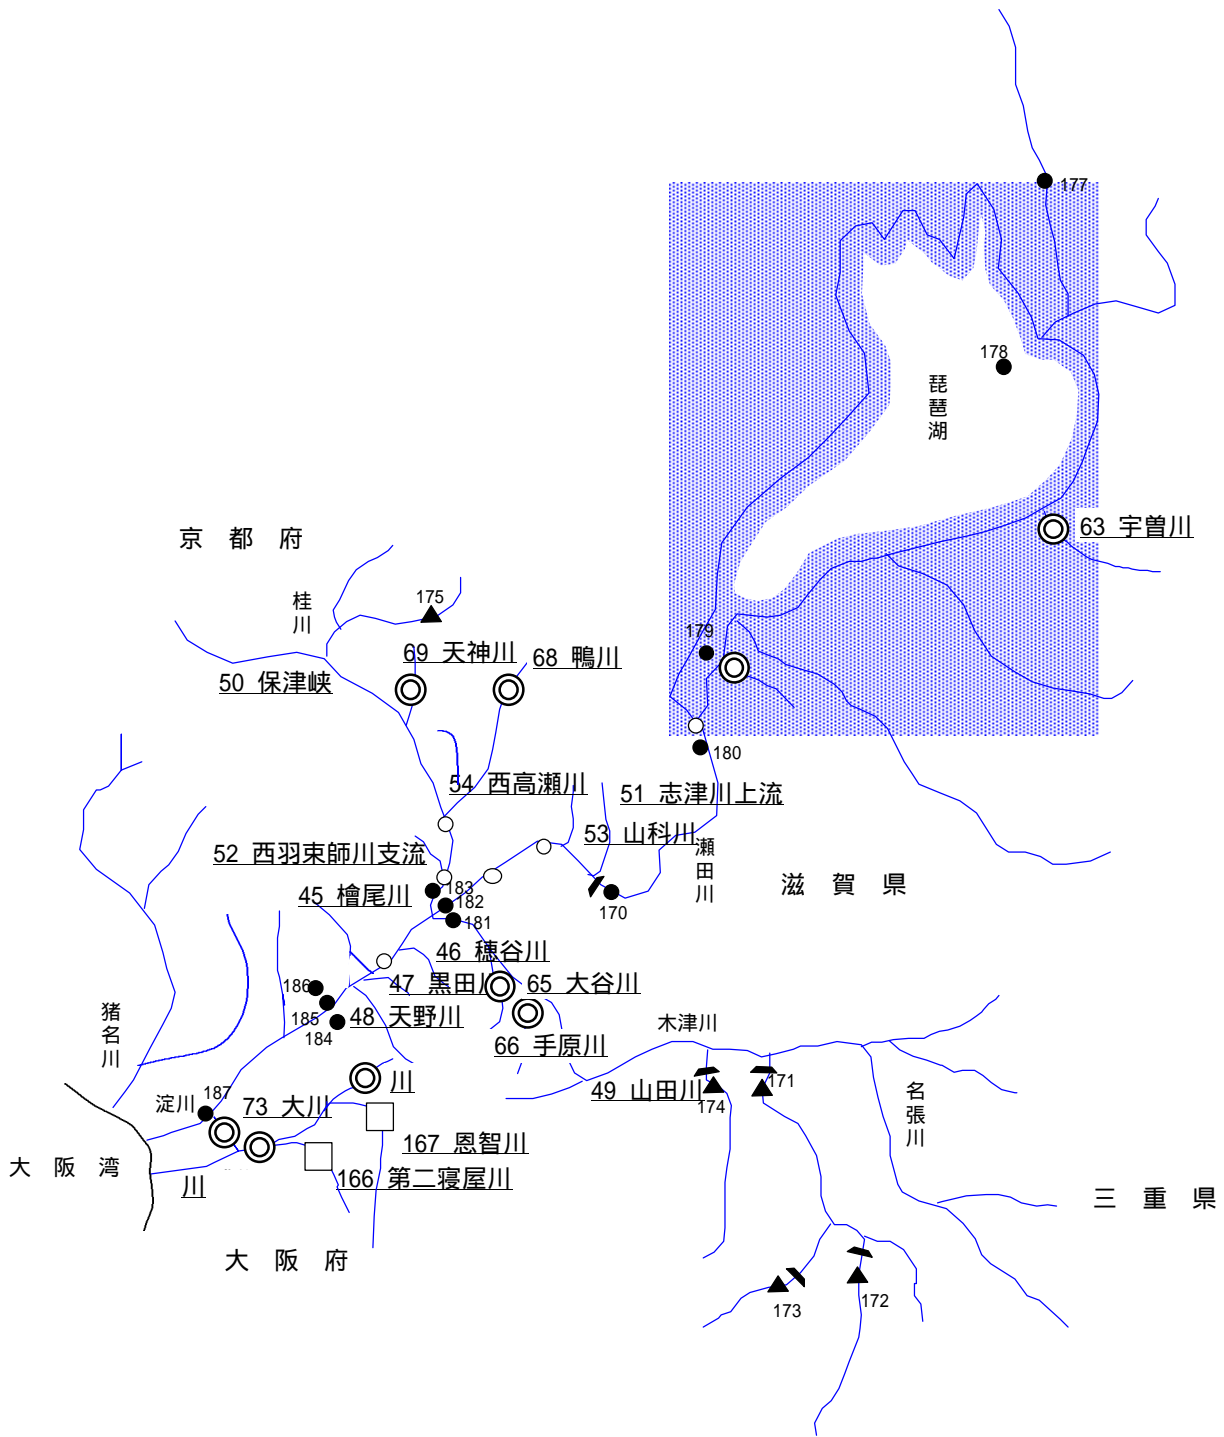 177
178
琵琶湖
京 都 府
63 宇曽川
桂川
175
179
69 天神川
68 鴨川
50 保津峡
180
54 西高瀬川
51 志津川上流
53 山科川
瀬田川
52 西羽束師川支流
滋 賀 県
45 檜尾川
183
182
181
170
46 穂谷川
47 黒田川
65 大谷川
186
185
184
48 天野川
猪名川
木津川
66 手原川
川
49 山田川
174
171
名張川
淀川
187
73 大川
167 恩智川
大 阪 湾
川
166 第二寝屋川
三 重 県
大 阪 府
173
172